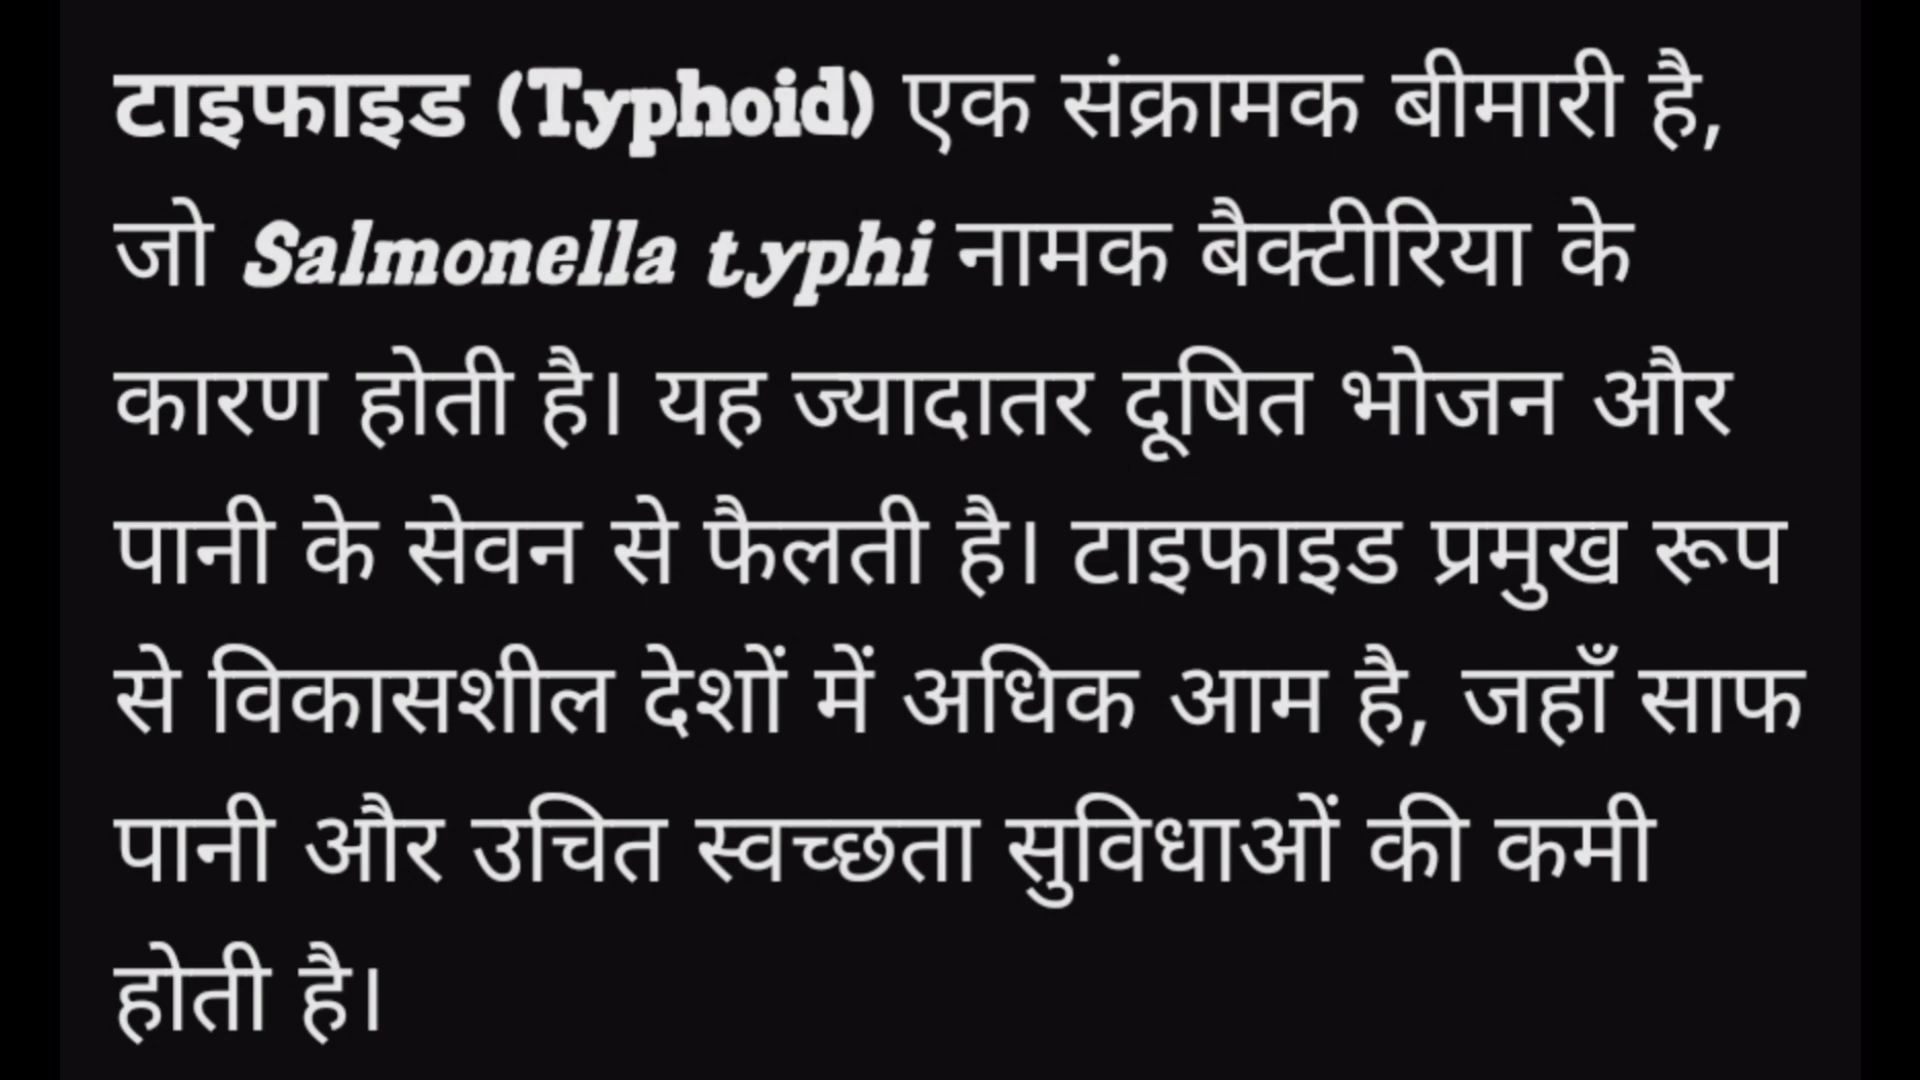 टाइफाइड (Typhoid) एक संक्रामक बीमारी है,
जो Salmonella typhi नामक बैक्टीरिया के
कारण होती है। यह ज्यादातर दूषित भोजन और
पानी के सेवन से फैलती है। टाइफाइड प्रमुख रूप
से विकासशील देशों में अधिक आम है, जहाँ साफ
पानी और उचित स्वच्छता सुविधाओं की कमी
होती है।